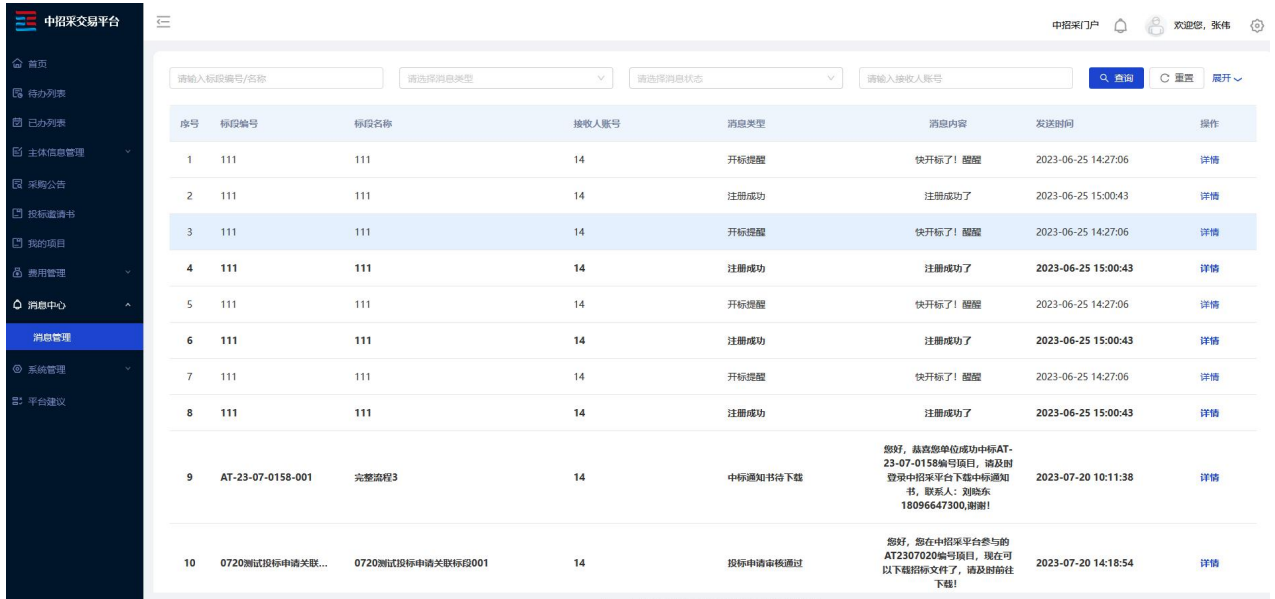 中招采交易平台
中招采门户 欢迎您，张伟
首页
待办列表
已办列表
主体信息管理
采购公告
投标邀请书
我的项目
费用管理
消息中心
消息管理
系统管理
平台建议
请输入标段编号/名称 请选择消息类型 请选择消息状态 请输入接收人账号 查询 重置 展开
序号 标段编号 标段名称 接收人账号 消息类型 消息内容 发送时间 操作
1 111 111 14 开标提醒 快开标了！醒醒 2023-06-25 14:27:06 详情
2 111 111 14 注册成功 注册成功了 2023-06-25 15:00:43 详情
3 111 111 14 开标提醒 快开标了！醒醒 2023-06-25 14:27:06 详情
4 111 111 14 注册成功 注册成功了 2023-06-25 15:00:43 详情
5 111 111 14 开标提醒 快开标了！醒醒 2023-06-25 14:27:06 详情
6 111 111 14 注册成功 注册成功了 2023-06-25 15:00:43 详情
7 111 111 14 开标提醒 快开标了！醒醒 2023-06-25 14:27:06 详情
8 111 111 14 注册成功 注册成功了 2023-06-25 15:00:43 详情
您好，恭喜您单位成功中标AT-
23-07-0158编号项目，请及时
9 AT-23-07-0158-001 完整流程3 14 中标通知书待下载 登录中招采平台下载中标通知 2023-07-20 10:11:38 详情
书，联系人：刘晓东
18096647300,谢谢!
您好，您在中招采平台参与的
AT2307020编号项目，现在可
10 0720测试投标申请关联... 0720测试投标申请关联标段001 14 投标申请审核通过 以下载招标文件了，请及时前往 2023-07-20 14:18:54 详情
下载!